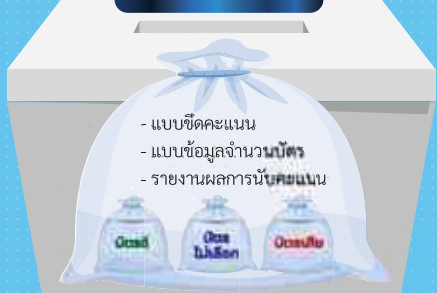 - แบบขีดคะแนน
- แบบข้อมูลจำนวนบัตร
- รายงานผลการนับคะแนน
บัตรดี
บัตร
ไม่เลือก
บัตรเสีย